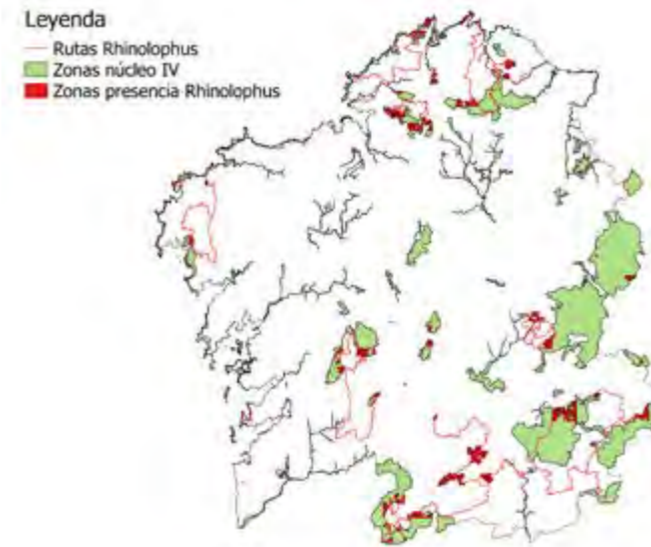 Leyenda
Rutas Rhinolophus
Zonas núcleo IV
Zonas presencia Rhinolophus